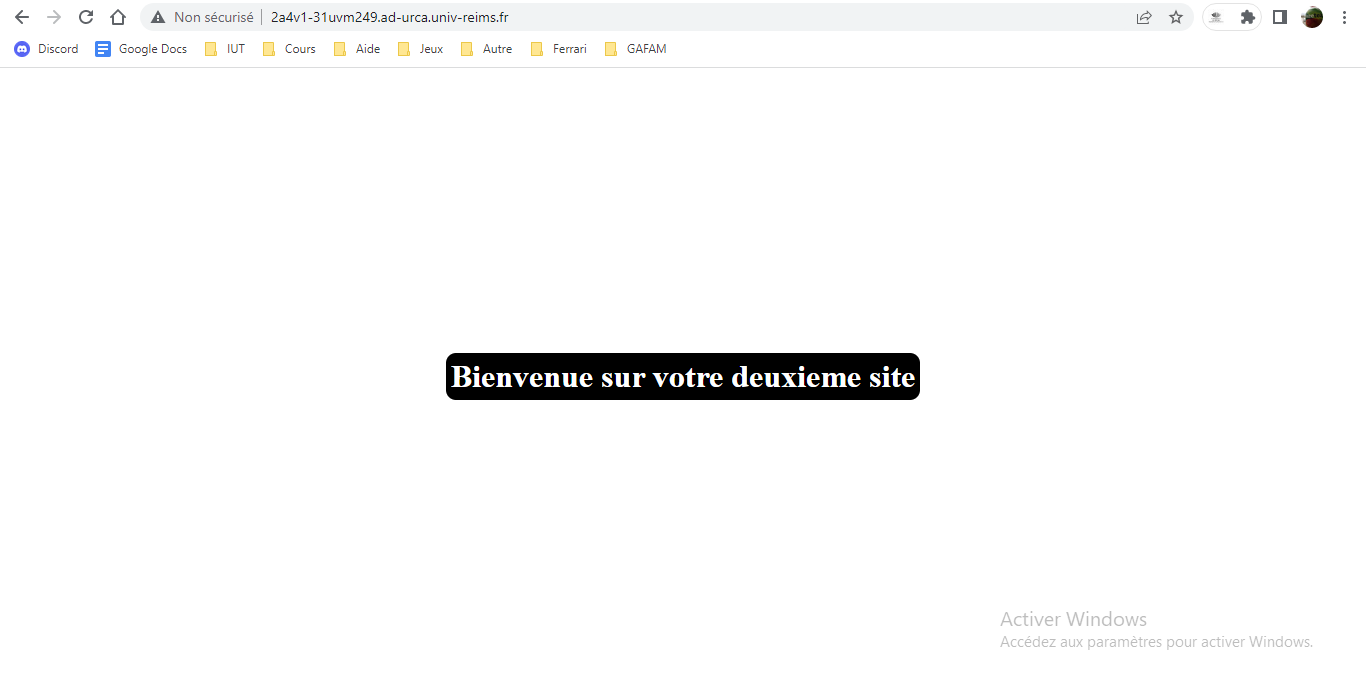 Non sécurisé 2a4v1-31uvm249.ad-urca.univ-reims.fr
Discord Google Docs IUT Cours Aide Jeux Autre Ferrari GAFAM
Bienvenue sur votre deuxieme site
Activer Windows
Accédez aux paramètres pour activer Windows.